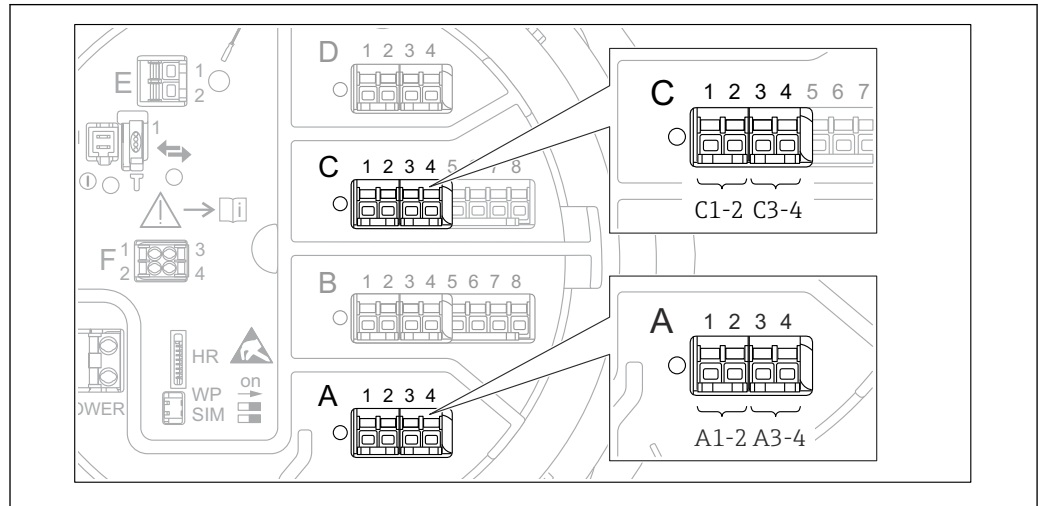 D 1 2 3 4
E 1
2
C 1 2 3 4 5 6 7
C1-2 C3-4
1
C 1 2 3 4 5 7 8
i
F 1 3
2 4
B 1 2 3 4 5 6 7 8
A 1 2 3 4
A1-2 A3-4
HR
WP on
SIM
OWER
A 1 2 3 4